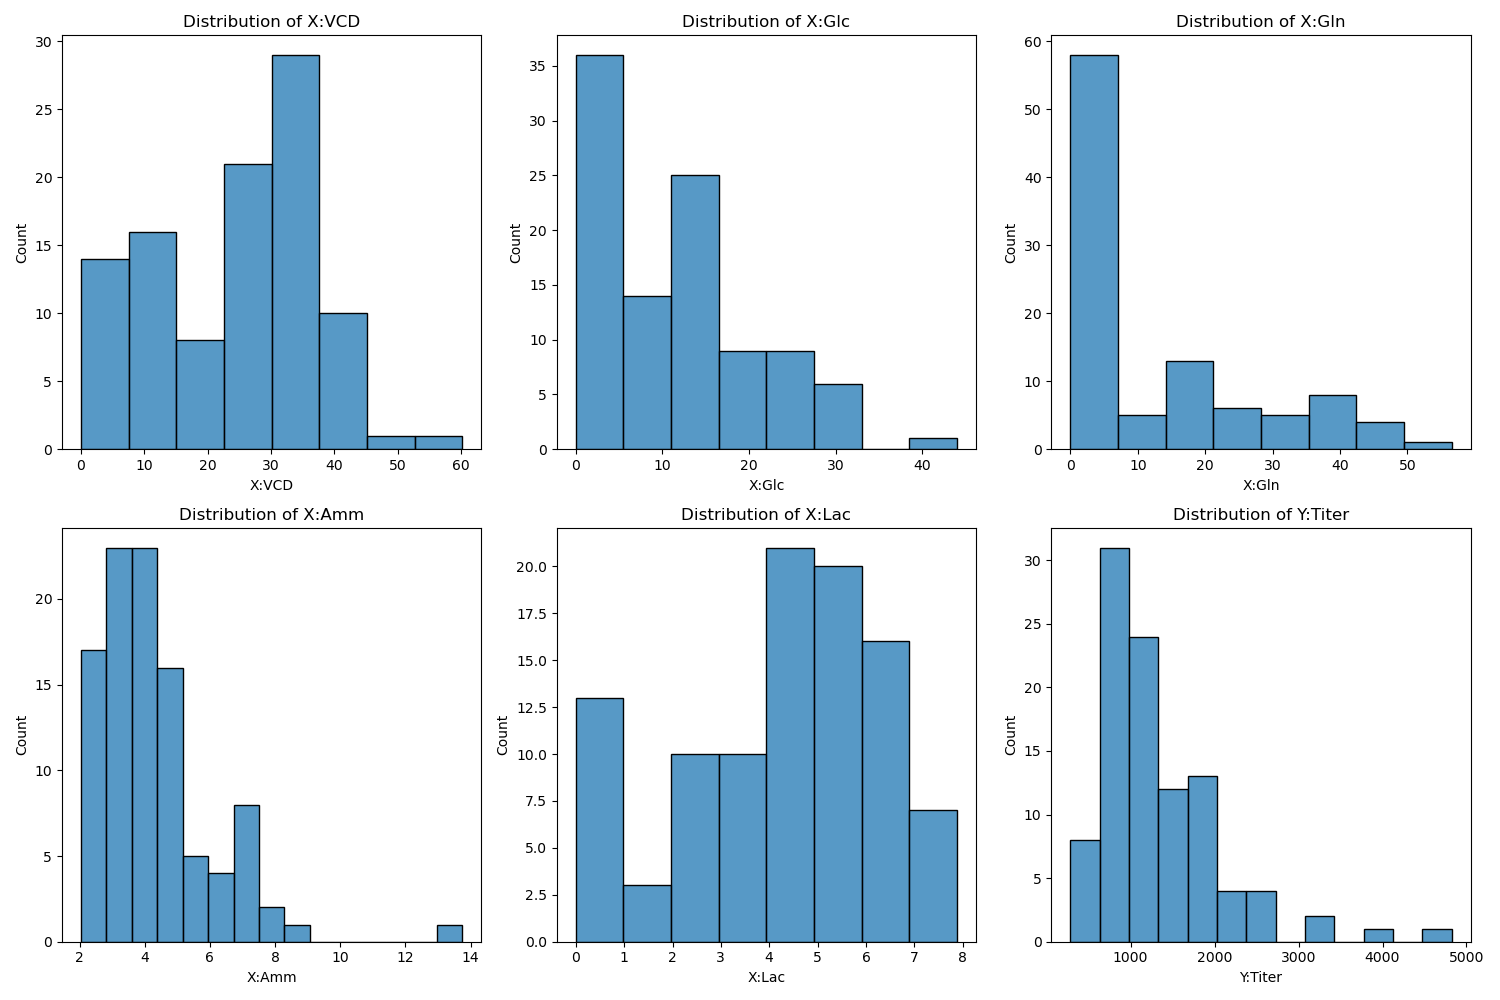 Distribution of X:VCD
30
25
20
15
10
5
0
Count
0 10 20 30 40 50 60
X:VCD
Distribution of X:Glc
35
30
25
20
15
10
5
0
Count
0 10 20 30 40
X:Glc
Distribution of X:Gln
60
50
40
30
20
10
0
Count
0 10 20 30 40 50
X:Gln
Distribution of X:Amm
20
15
10
5
0
Count
2 4 6 8 10 12 14
X:Amm
Distribution of X:Lac
20.0
17.5
15.0
12.5
10.0
7.5
5.0
2.5
0.0
Count
0 1 2 3 4 5 6 7 8
X:Lac
Distribution of Y:Titer
30
25
20
15
10
5
0
Count
1000 2000 3000 4000 5000
Y:Titer